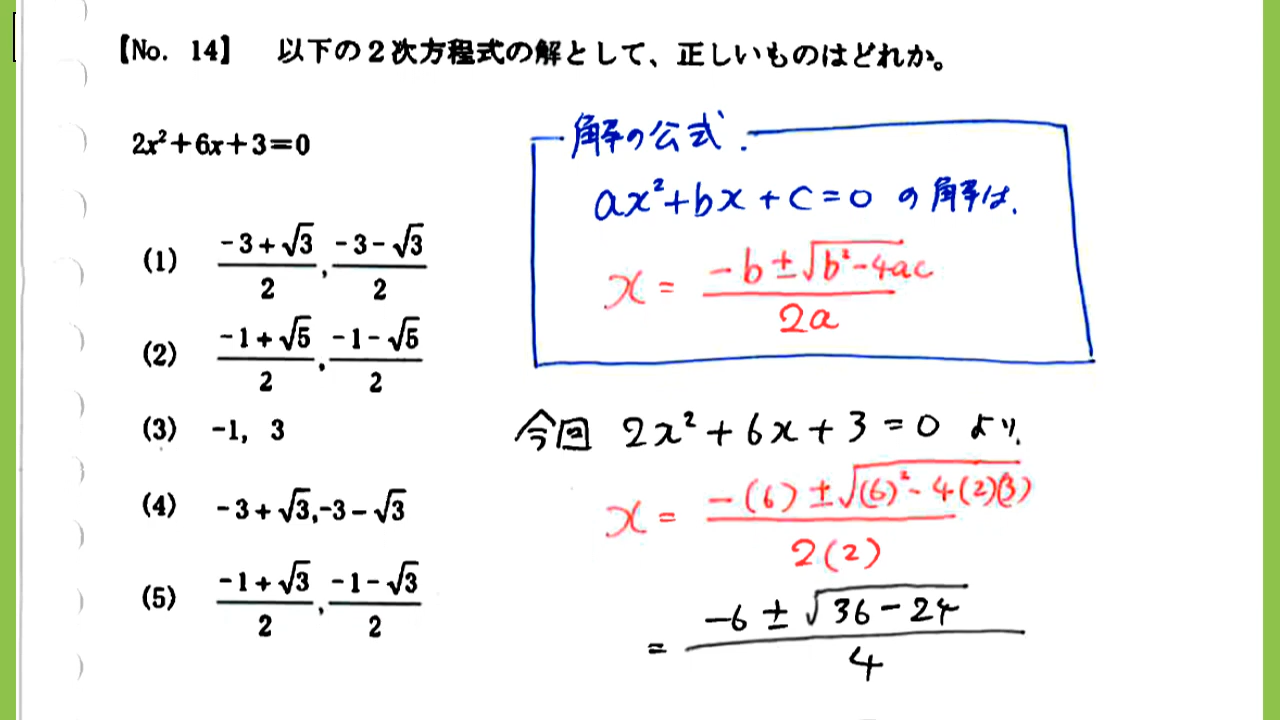 【No. 14】 以下の2次方程式の解として、正しいものはどれか。
2x²+6x+3=0
(1) (-3+√3)/2, (-3-√3)/2
(2) (-1+√5)/2, (-1-√5)/2
(3) -1, 3
(4) -3+√3,-3-√3
(5) (-1+√3)/2, (-1-√3)/2
解の公式.
ax²+bx+c=0 の解は、
x = (-b±√(b²-4ac))/2a
今回 2x²+6x+3=0 より、
x = (-(6)±√((6)²-4(2)(3)))/2(2)
= (-6±√(36-24))/4